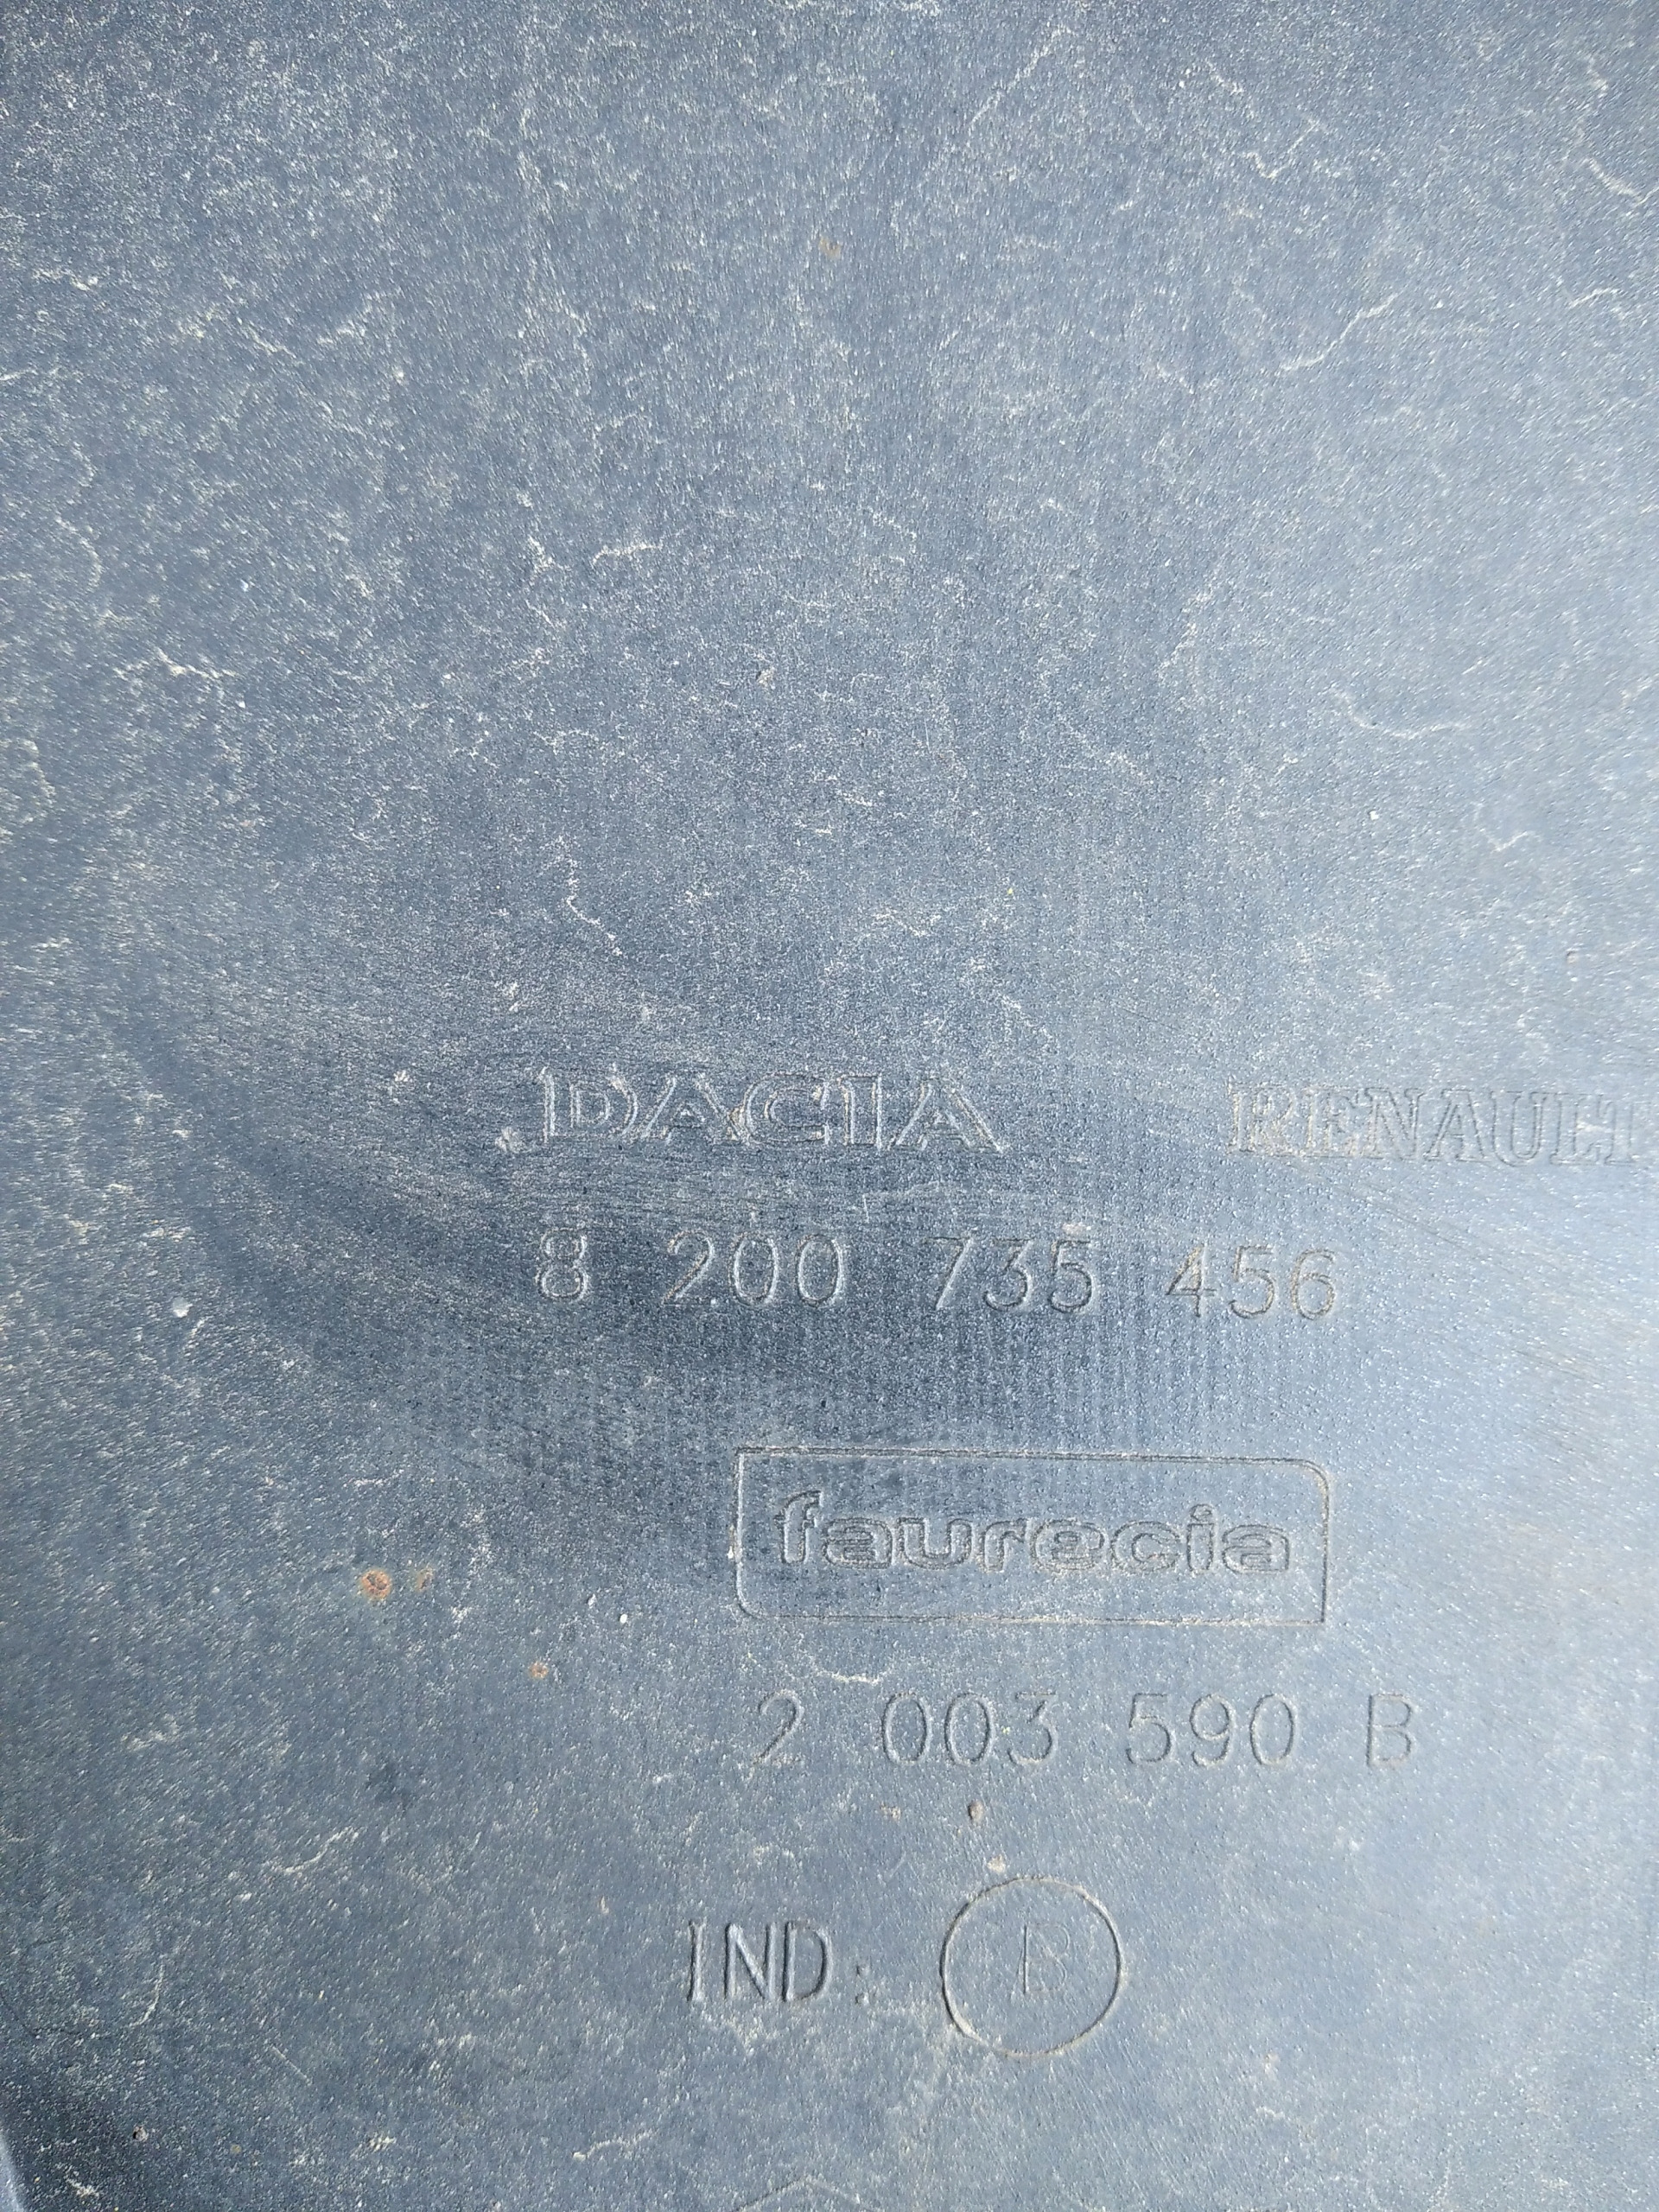 DACIA RENAULT
8 200 735 456
faurecia
2 003 590 B
IND: B